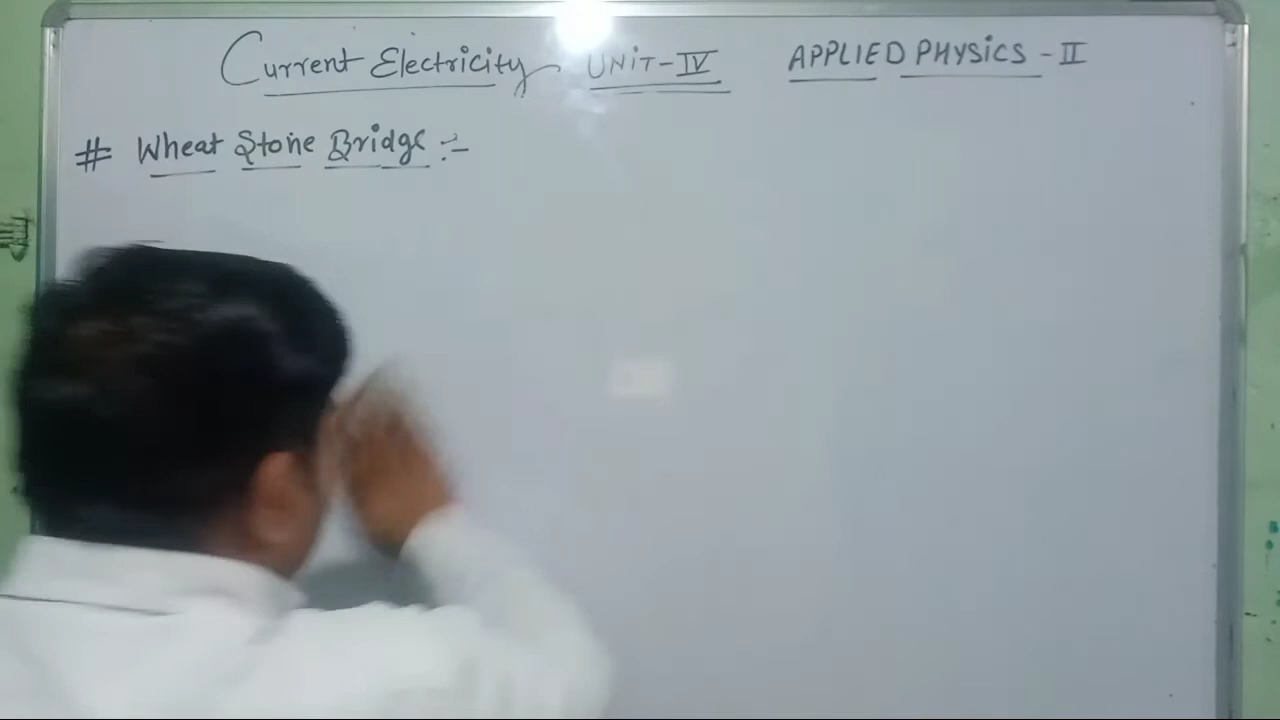 Current Electricity UNiT-IV APPLIED PHYSiCS - II
# Wheat Stone Bridge :-